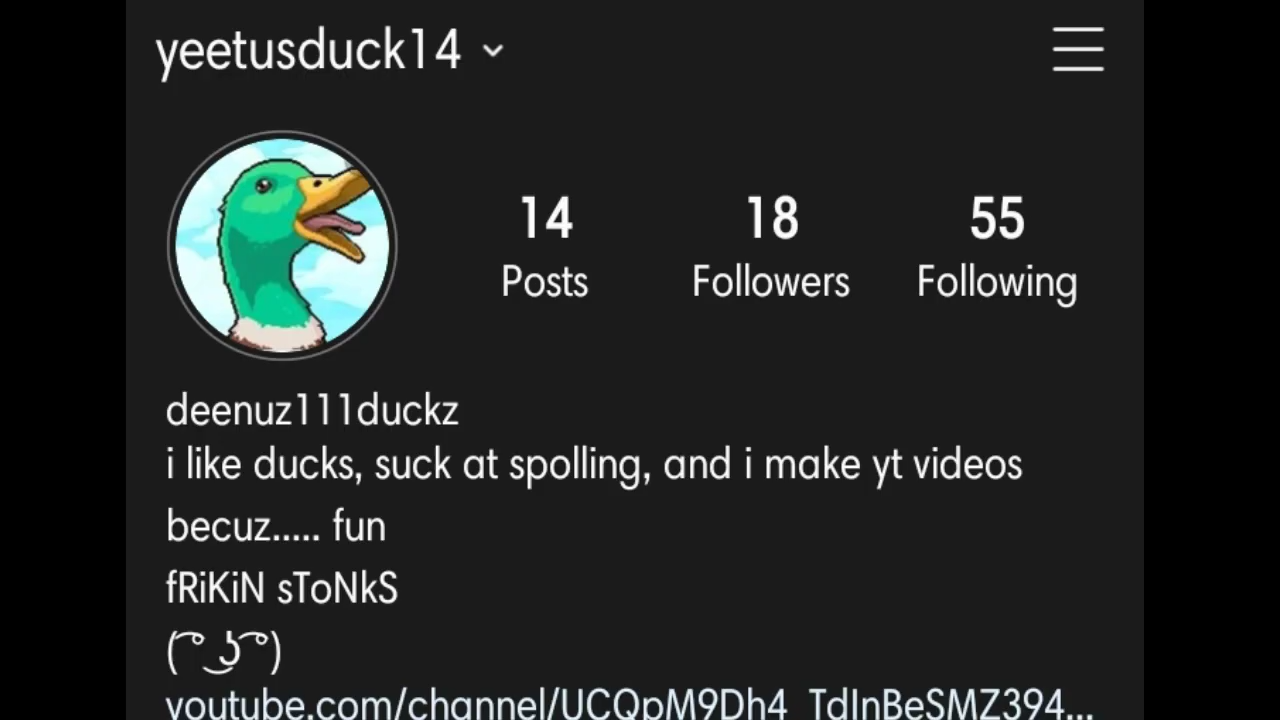 yeetusduck14
14 18 55
Posts Followers Following
deenuz111duckz
i like ducks, suck at spolling, and i make yt videos
becuz..... fun
fRiKiN sToNkS
( ͡° ͜ʖ ͡°)
youtube.com/channel/UCQpM9Dh4_TdInBeSMZ394...